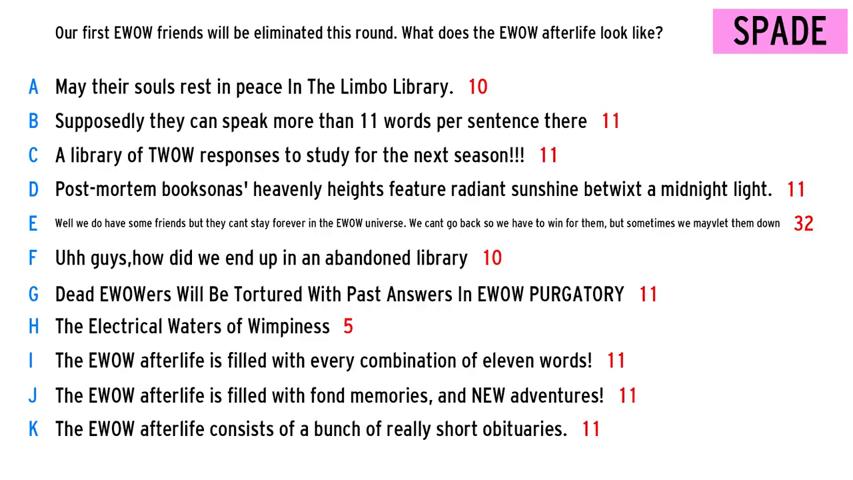 Our first EWOW friends will be eliminated this round. What does the EWOW afterlife look like?
SPADE
A May their souls rest in peace In The Limbo Library. 10
B Supposedly they can speak more than 11 words per sentence there 11
C A library of TWOW responses to study for the next season!!! 11
D Post-mortem booksonas' heavenly heights feature radiant sunshine betwixt a midnight light. 11
E Well we do have some friends but they cant stay forever in the EWOW universe. We cant go back so we have to win for them, but sometimes we mayvlet them down 32
F Uhh guys,how did we end up in an abandoned library 10
G Dead EWOWers Will Be Tortured With Past Answers In EWOW PURGATORY 11
H The Electrical Waters of Wimpiness 5
I The EWOW afterlife is filled with every combination of eleven words! 11
J The EWOW afterlife is filled with fond memories, and NEW adventures! 11
K The EWOW afterlife consists of a bunch of really short obituaries. 11